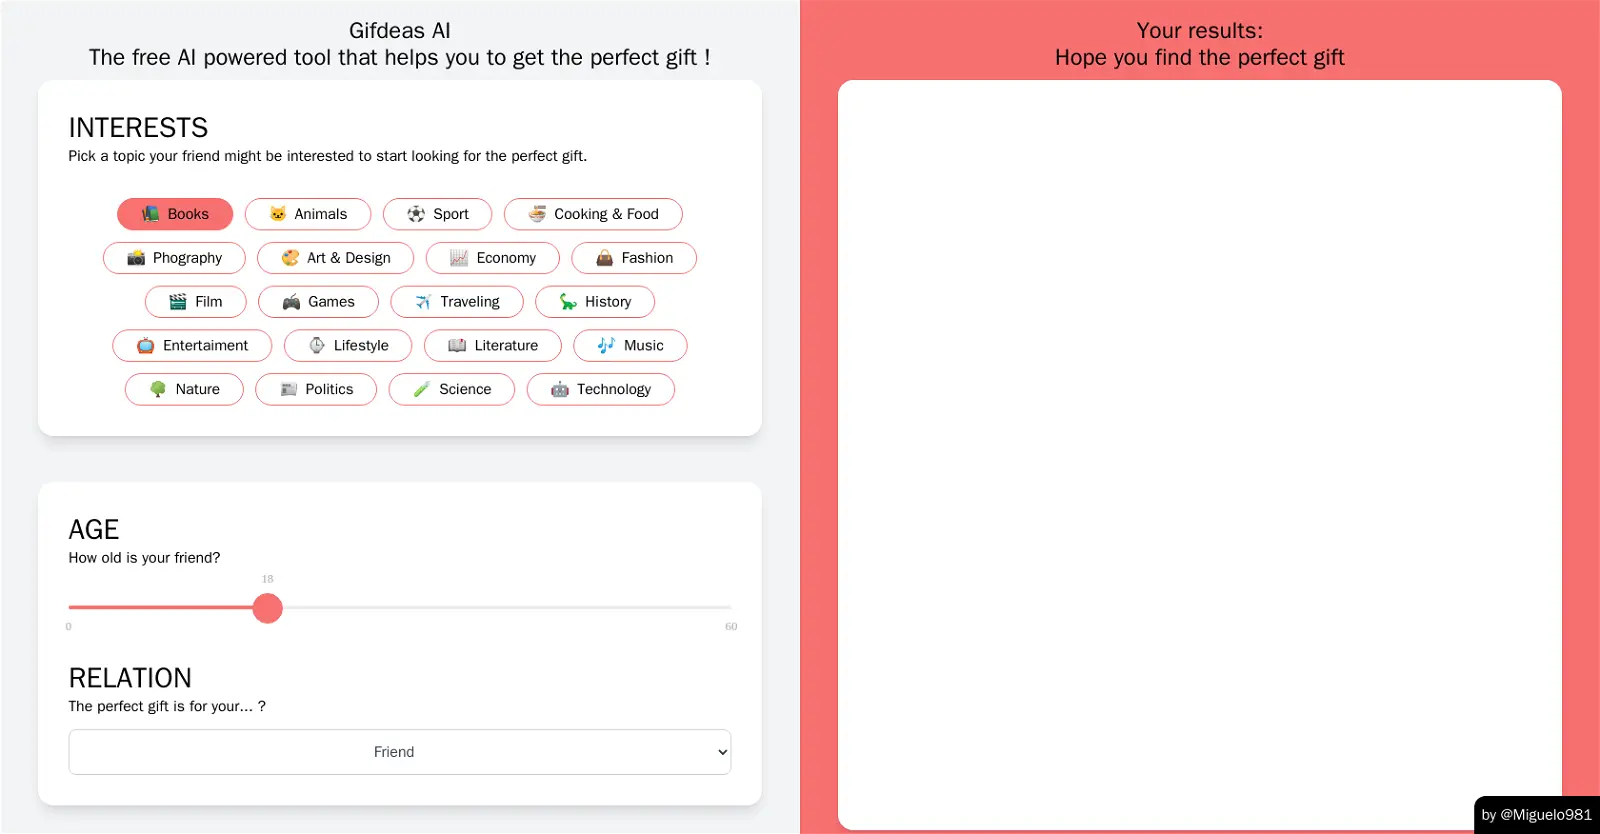 Gifdeas AI
The free AI powered tool that helps you to get the perfect gift !
INTERESTS
Pick a topic your friend might be interested to start looking for the perfect gift.
Books
Animals
Sport
Cooking & Food
Phography
Art & Design
Economy
Fashion
Film
Games
Traveling
History
Entertaiment
Lifestyle
Literature
Music
Nature
Politics
Science
Technology
AGE
How old is your friend?
18
0
60
RELATION
The perfect gift is for your... ?
Friend
Your results:
Hope you find the perfect gift
by @Miguelo981